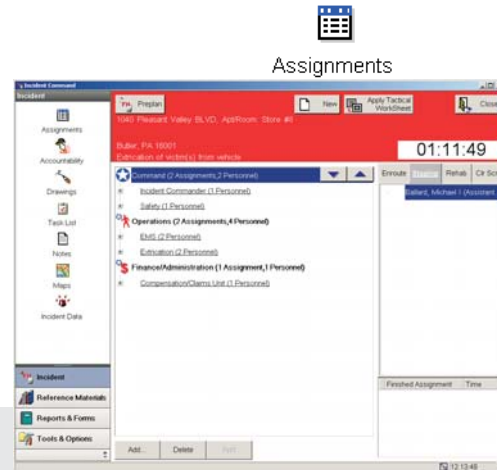 Assignments
Incident Command
Incident
Preplan
New
Apply Tactical
WorkSheet
Close
1040 Pleasant Valley BLVD, Apt/Room: Store #8
Butler, PA 16001
Extrication of victim(s) from vehicle
01:11:49
Assignments
Accountability
Drawings
Task List
Notes
Maps
Incident Data
Command (2 Assignments,2 Personnel)
Incident Commander (1 Personnel)
Safety (1 Personnel)
Operations (2 Assignments,4 Personnel)
EMS (2 Personnel)
Extrication (2 Personnel)
Finance/Administration (1 Assignment,1 Personnel)
Compensation/Claims Unit (1 Personnel)
Enroute Staging Rehab Clr Sc
Ballard, Michael I (Assistant
Incident
Reference Materials
Reports & Forms
Tools & Options
Finished Assignment Time
Add... Delete
12:13:48